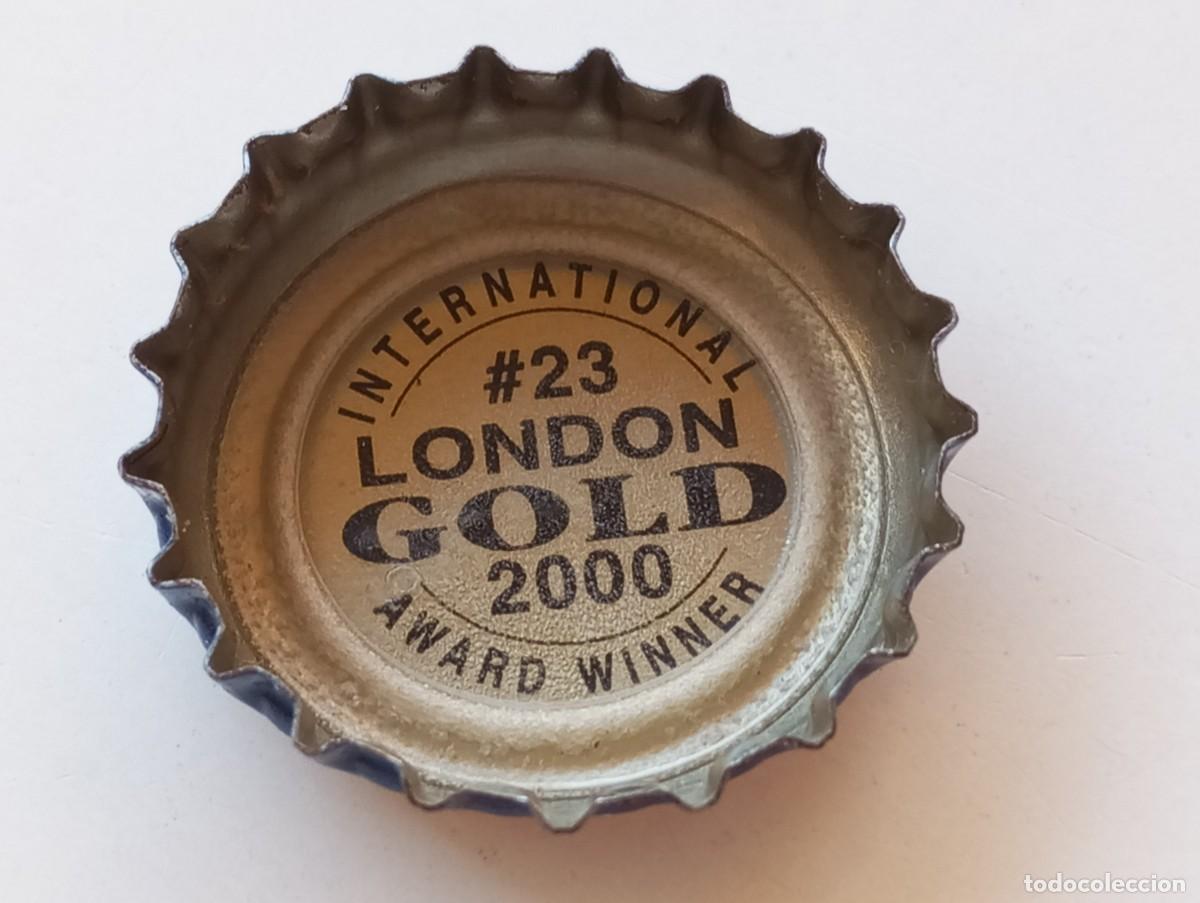 INTERNATIONAL
#23
LONDON
GOLD
2000
AWARD WINNER
todocoleccion